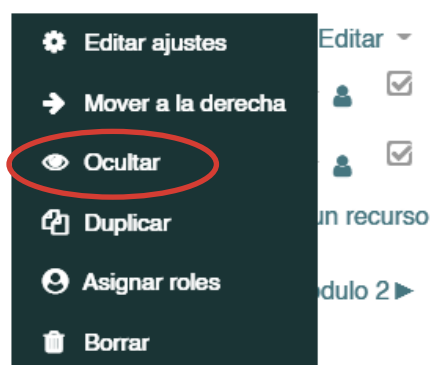 Editar ajustes
Editar
Mover a la derecha
Ocultar
Duplicar
un recurso
Asignar roles
dulo 2
Borrar